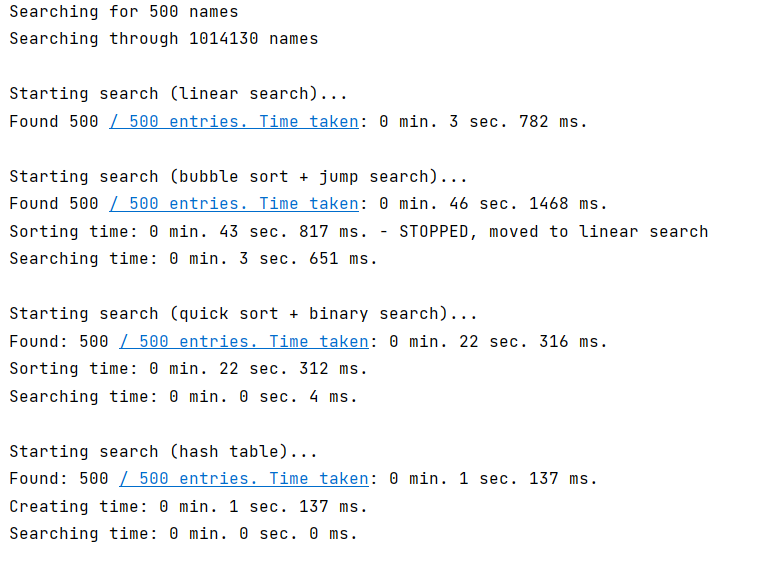 Searching for 500 names
Searching through 1014130 names
Starting search (linear search)...
Found 500 / 500 entries. Time taken: 0 min. 3 sec. 782 ms.
Starting search (bubble sort + jump search)...
Found 500 / 500 entries. Time taken: 0 min. 46 sec. 1468 ms.
Sorting time: 0 min. 43 sec. 817 ms. - STOPPED, moved to linear search
Searching time: 0 min. 3 sec. 651 ms.
Starting search (quick sort + binary search)...
Found: 500 / 500 entries. Time taken: 0 min. 22 sec. 316 ms.
Sorting time: 0 min. 22 sec. 312 ms.
Searching time: 0 min. 0 sec. 4 ms.
Starting search (hash table)...
Found: 500 / 500 entries. Time taken: 0 min. 1 sec. 137 ms.
Creating time: 0 min. 1 sec. 137 ms.
Searching time: 0 min. 0 sec. 0 ms.